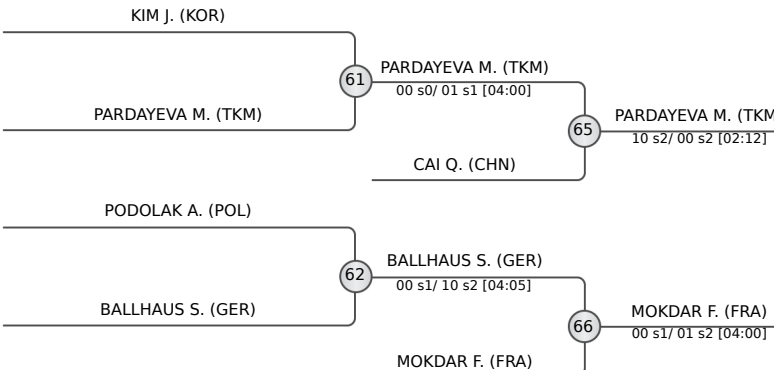 KIM J. (KOR)
61
PARDAYEVA M. (TKM)
00 s0/ 01 s1 [04:00]
PARDAYEVA M. (TKM)
65
PARDAYEVA M. (TKM
10 s2/ 00 s2 [02:12]
CAI Q. (CHN)
PODOLAK A. (POL)
62
BALLHAUS S. (GER)
00 s1/ 10 s2 [04:05]
BALLHAUS S. (GER)
66
MOKDAR F. (FRA)
00 s1/ 01 s2 [04:00]
MOKDAR F. (FRA)